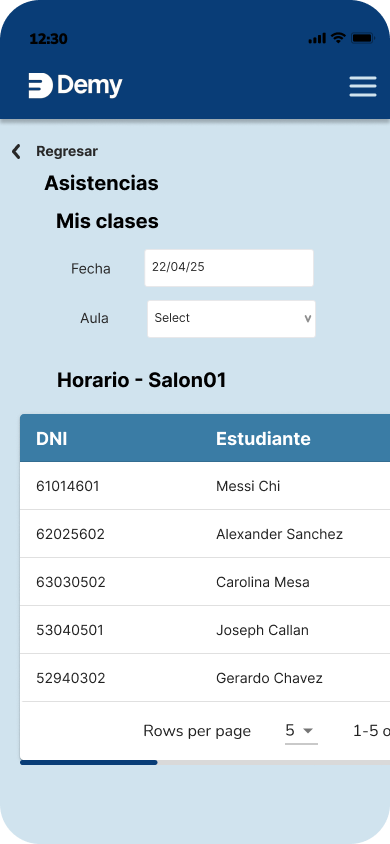 12:30
Demy
Regresar
Asistencias
Mis clases
Fecha 22/04/25
Aula Select
Horario - Salon01
DNI Estudiante
61014601 Messi Chi
62025602 Alexander Sanchez
63030502 Carolina Mesa
53040501 Joseph Callan
52940302 Gerardo Chavez
Rows per page 5 1-5 o